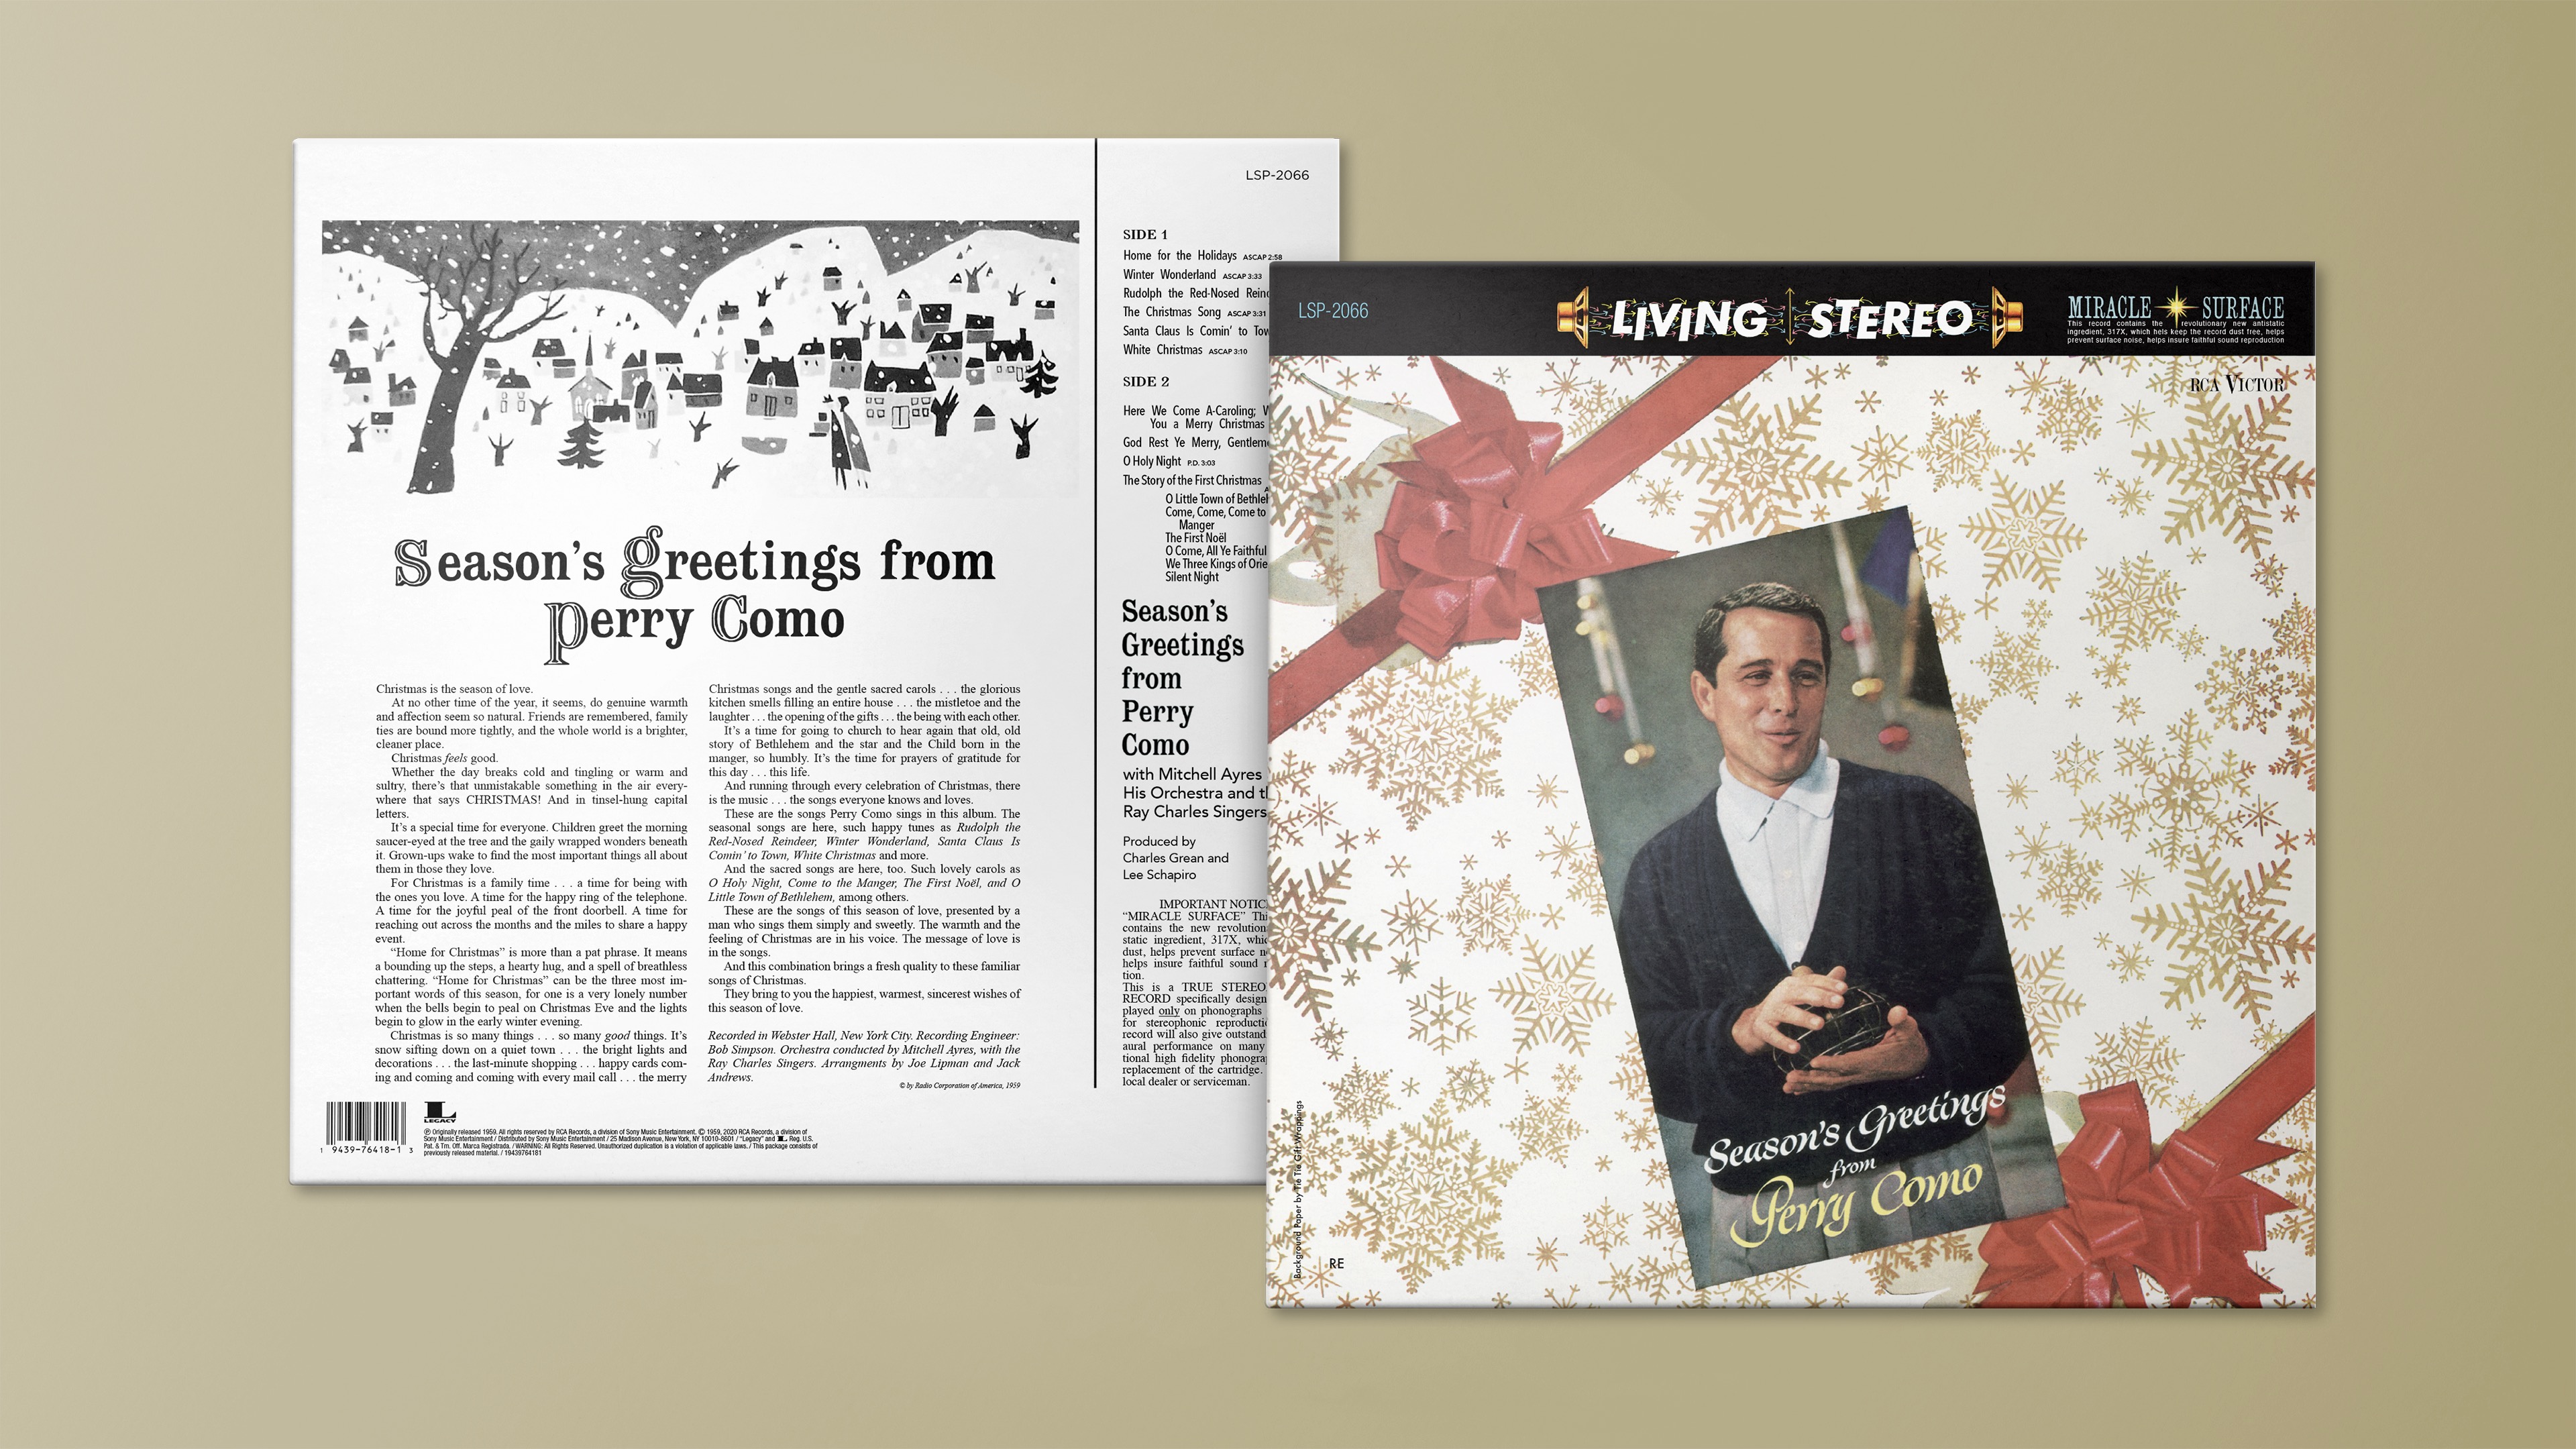 LSP-2066
SIDE 1
Home for the Holidays ASCAP 2:58
Winter Wonderland ASCAP 3:33
Rudolph the Red-Nosed
The Christmas Song ASCAP 3:31
Santa Claus Is Comin' to
White Christmas ASCAP 3:10
SIDE 2
Here We Come A-Caroling;
You a Merry Christmas
God Rest Ye Merry,
O Holy Night P.D. 3:03
The Story of the First Christmas
O Little Town of
Come, Come, Come to
Manger
The First Noël
O Come, All Ye Faithful
We Three Kings of
Silent Night
Season's
Greetings
from
Perry
Como
with Mitchell Ayres
His Orchestra and
Ray Charles Singers
Produced by
Charles Grean and
Lee Schapiro
IMPORTANT
"MIRACLE SURFACE"
contains the new
static ingredient, 317X,
dust, helps prevent surface
helps insure faithful sound
tion.
This is a TRUE
RECORD specifically
played only on phonographs
for stereophonic
record will also give
aural performance on many
tional high fidelity
replacement of the cartridge.
local dealer or serviceman.
Season's greetings from
Perry Como
Christmas is the season of love.
At no other time of the year, it seems, do genuine warmth
and affection seem so natural. Friends are remembered, family
ties are bound more tightly, and the whole world is a brighter,
cleaner place.
Christmas feels good.
Whether the day breaks cold and tingling or warm and
sultry, there's that unmistakable something in the air every-
where that says CHRISTMAS! And in tinsel-hung capital
letters.
It's a special time for everyone. Children greet the morning
saucer-eyed at the tree and the gaily wrapped wonders beneath
it. Grown-ups wake to find the most important things all about
them in those they love.
For Christmas is a family time . . . a time for being with
the ones you love. A time for the happy ring of the telephone.
A time for the joyful peal of the front doorbell. A time for
reaching out across the months and the miles to share a happy
event.
"Home for Christmas" is more than a pat phrase. It means
a bounding up the steps, a hearty hug, and a spell of breathless
chattering. "Home for Christmas" can be the three most im-
portant words of this season, for one is a very lonely number
when the bells begin to peal on Christmas Eve and the lights
begin to glow in the early winter evening.
Christmas is so many things . . . so many good things. It's
snow sifting down on a quiet town . . . the bright lights and
decorations . . . the last-minute shopping . . . happy cards com-
ing and coming and coming with every mail call . . . the merry
Christmas songs and the gentle sacred carols . . . the glorious
kitchen smells filling an entire house . . . the mistletoe and the
laughter . . . the opening of the gifts . . . the being with each other.
It's a time for going to church to hear again that old, old
story of Bethlehem and the star and the Child born in the
manger, so humbly. It's the time for prayers of gratitude for
this day . . . this life.
And running through every celebration of Christmas, there
is the music . . . the songs everyone knows and loves.
These are the songs Perry Como sings in this album. The
seasonal songs are here, such happy tunes as Rudolph the
Red-Nosed Reindeer, Winter Wonderland, Santa Claus Is
Comin' to Town, White Christmas and more.
And the sacred songs are here, too. Such lovely carols as
O Holy Night, Come to the Manger, The First Noël, and O
Little Town of Bethlehem, among others.
These are the songs of this season of love, presented by a
man who sings them simply and sweetly. The warmth and the
feeling of Christmas are in his voice. The message of love is
in the songs.
And this combination brings a fresh quality to these familiar
songs of Christmas.
They bring to you the happiest, warmest, sincerest wishes of
this season of love.
Recorded in Webster Hall, New York City. Recording Engineer:
Bob Simpson. Orchestra conducted by Mitchell Ayres, with the
Ray Charles Singers. Arrangments by Joe Lipman and Jack
Andrews.
© by Radio Corporation of America, 1959
1 9439-76418-1 3
L
LEGACY
℗ Originally released 1959. All rights reserved by RCA Records, a division of Sony Music Entertainment. © 1959, 2020 RCA Records, a division of
Sony Music Entertainment / Distributed by Sony Music Entertainment / 25 Madison Avenue, New York, NY 10010-8601 / "Legacy" and L Reg. U.S.
Pat. & Tm. Off. Marca Registrada. / WARNING: All Rights Reserved. Unauthorized duplication is a violation of applicable laws. / This package consists of
previously released material. / 19439764181
LSP-2066
LIVING STEREO
MIRACLE SURFACE
This record contains the revolutionary new antistatic
ingredient, 317X, which hels keep the record dust free, helps
prevent surface noise, helps insure faithful sound reproduction
RCA VICTOR
Season's Greetings
from
Perry Como
Background Paper by Tie Tie Gift Wrappings
RE